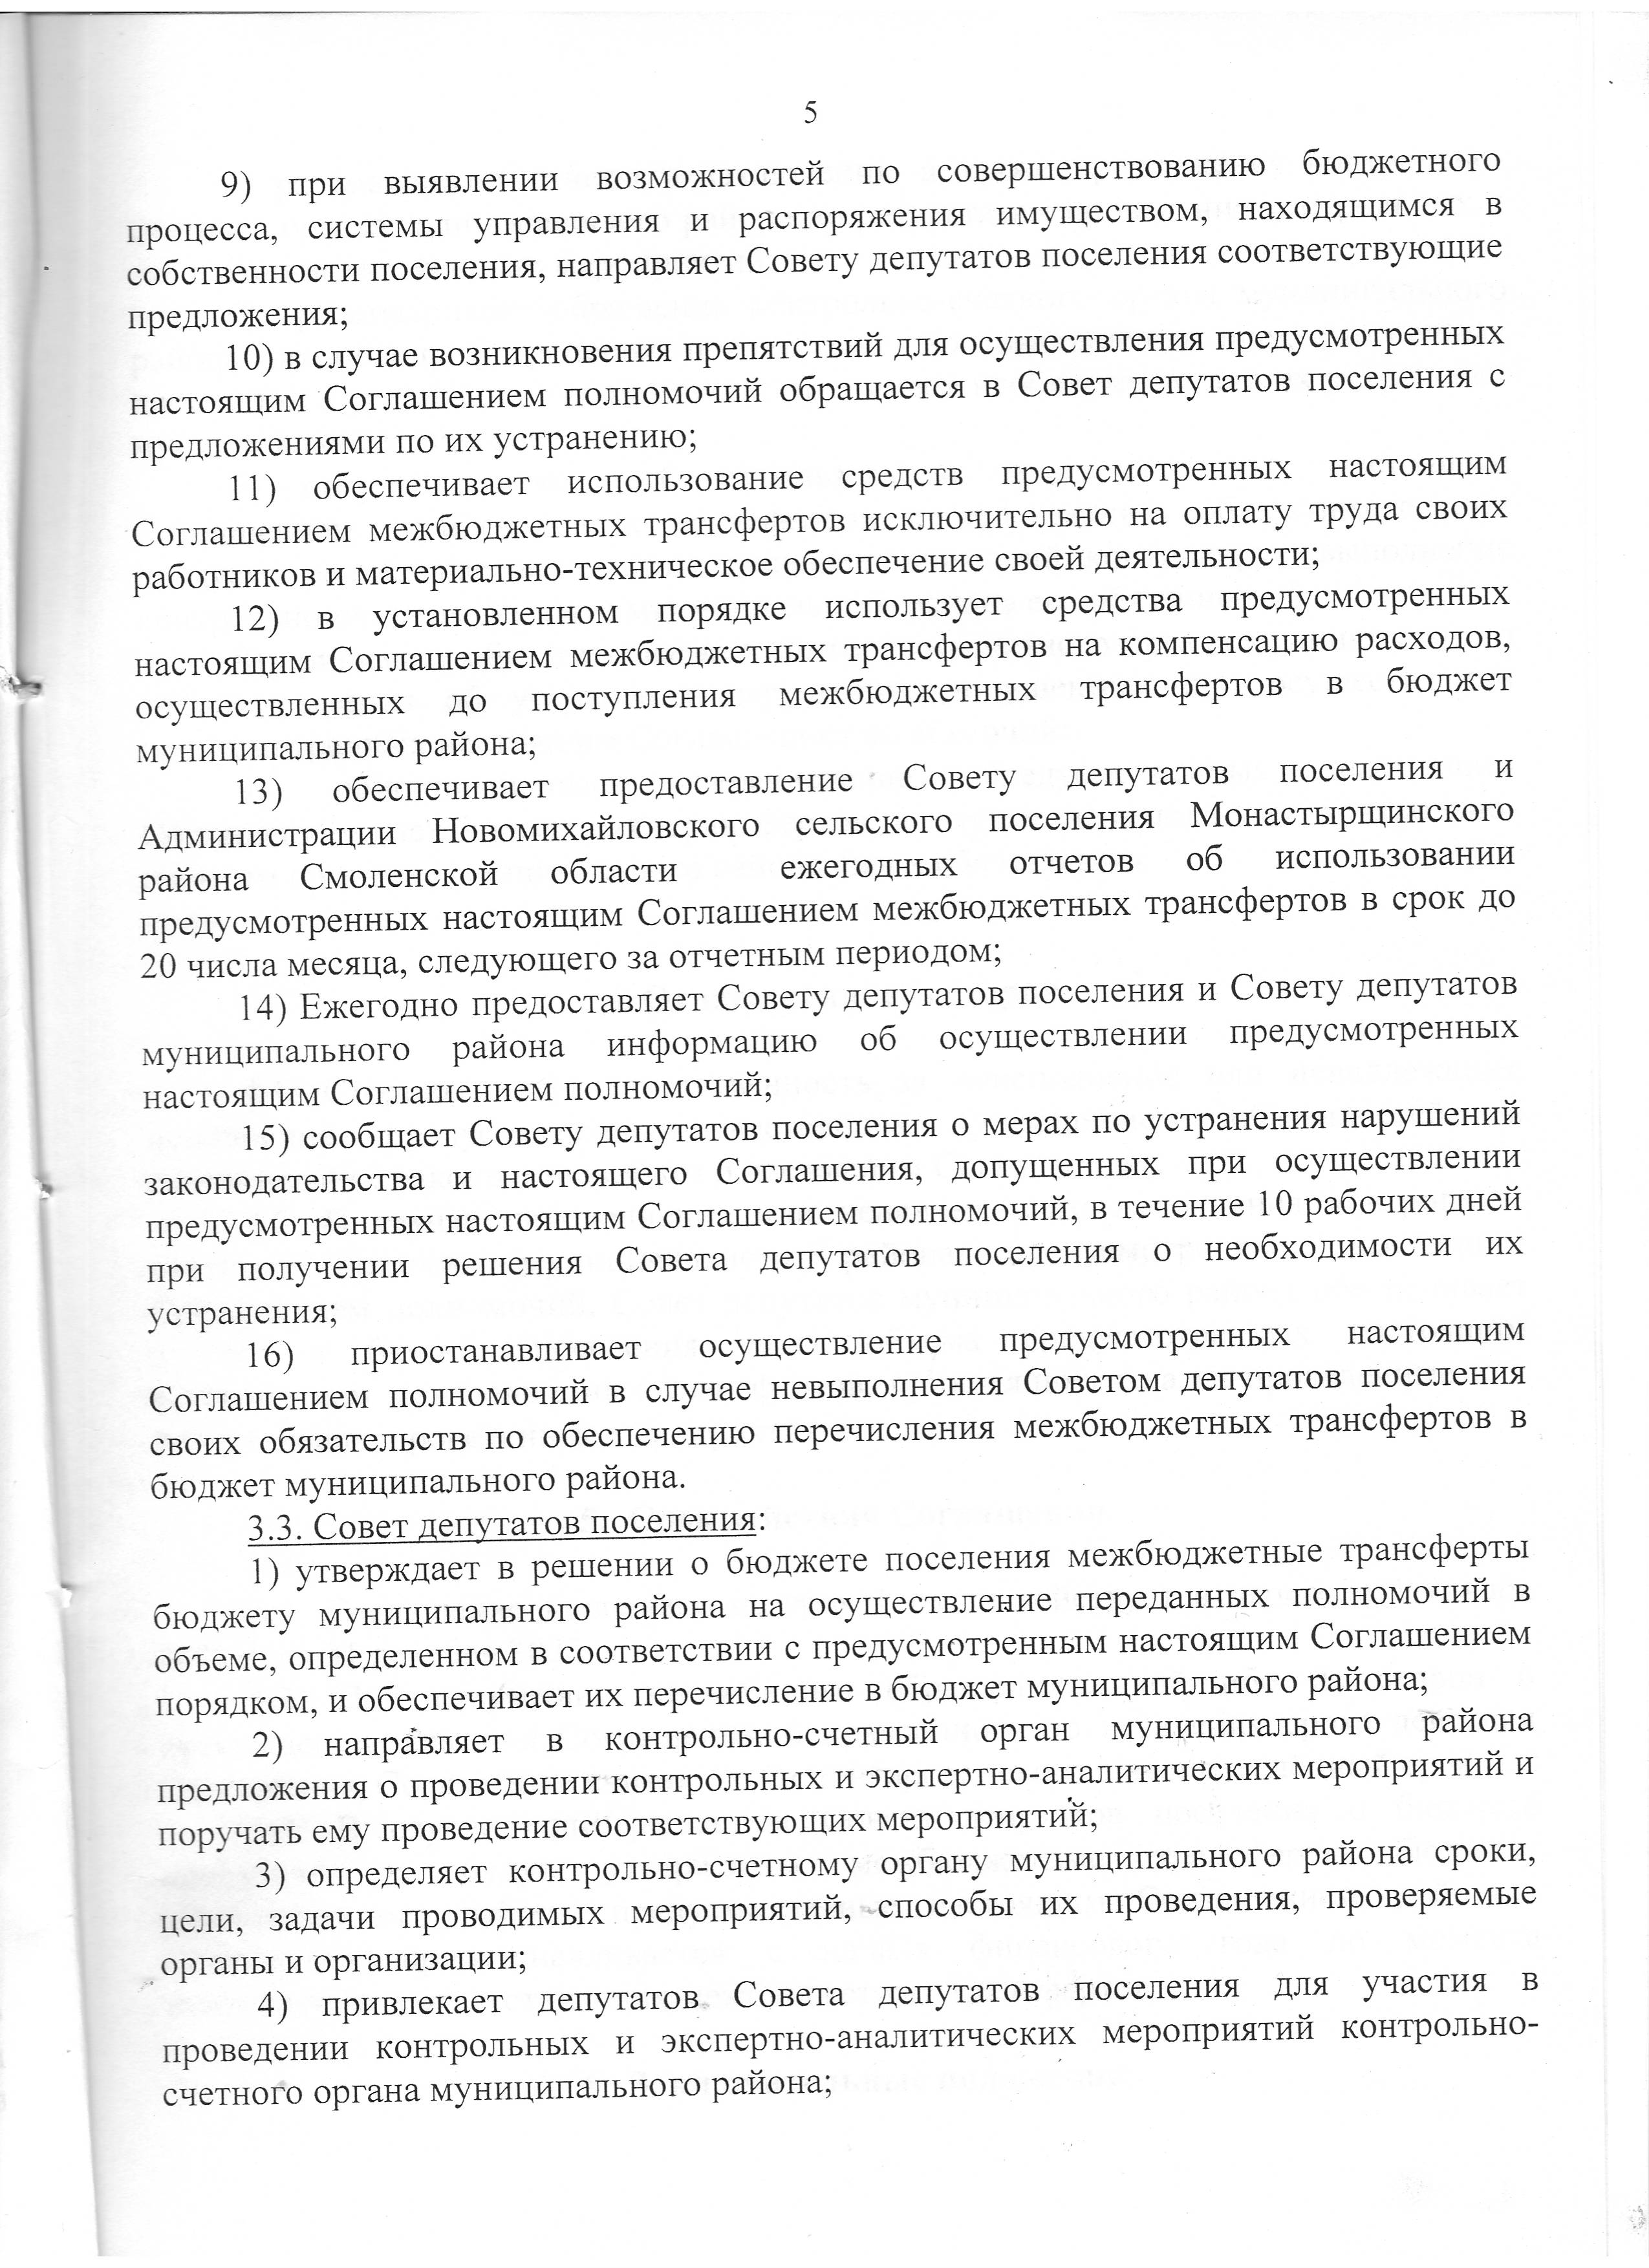 5
9) при выявлении возможностей по совершенствованию бюджетного
процесса, системы управления и распоряжения имуществом, находящимся в
собственности поселения, направляет Совету депутатов поселения соответствующие
предложения;
10) в случае возникновения препятствий для осуществления предусмотренных
настоящим Соглашением полномочий обращается в Совет депутатов поселения с
предложениями по их устранению;
11) обеспечивает использование средств предусмотренных настоящим
Соглашением межбюджетных трансфертов исключительно на оплату труда своих
работников и материально-техническое обеспечение своей деятельности;
12) в установленном порядке использует средства предусмотренных
настоящим Соглашением межбюджетных трансфертов на компенсацию расходов,
осуществленных до поступления межбюджетных трансфертов в бюджет
муниципального района;
13) обеспечивает предоставление Совету депутатов поселения и
Администрации Новомихайловского сельского поселения Монастырщинского
района Смоленской области ежегодных отчетов об использовании
предусмотренных настоящим Соглашением межбюджетных трансфертов в срок до
20 числа месяца, следующего за отчетным периодом;
14) Ежегодно предоставляет Совету депутатов поселения и Совету депутатов
муниципального района информацию об осуществлении предусмотренных
настоящим Соглашением полномочий;
15) сообщает Совету депутатов поселения о мерах по устранения нарушений
законодательства и настоящего Соглашения, допущенных при осуществлении
предусмотренных настоящим Соглашением полномочий, в течение 10 рабочих дней
при получении решения Совета депутатов поселения о необходимости их
устранения;
16) приостанавливает осуществление предусмотренных настоящим
Соглашением полномочий в случае невыполнения Советом депутатов поселения
своих обязательств по обеспечению перечисления межбюджетных трансфертов в
бюджет муниципального района.
3.3. Совет депутатов поселения:
1) утверждает в решении о бюджете поселения межбюджетные трансферты
бюджету муниципального района на осуществление переданных полномочий в
объеме, определенном в соответствии с предусмотренным настоящим Соглашением
порядком, и обеспечивает их перечисление в бюджет муниципального района;
2) направляет в контрольно-счетный орган муниципального района
предложения о проведении контрольных и экспертно-аналитических мероприятий и
поручать ему проведение соответствующих мероприятий;
3) определяет контрольно-счетному органу муниципального района сроки,
цели, задачи проводимых мероприятий, способы их проведения, проверяемые
органы и организации;
4) привлекает депутатов Совета депутатов поселения для участия в
проведении контрольных и экспертно-аналитических мероприятий контрольно-
счетного органа муниципального района;